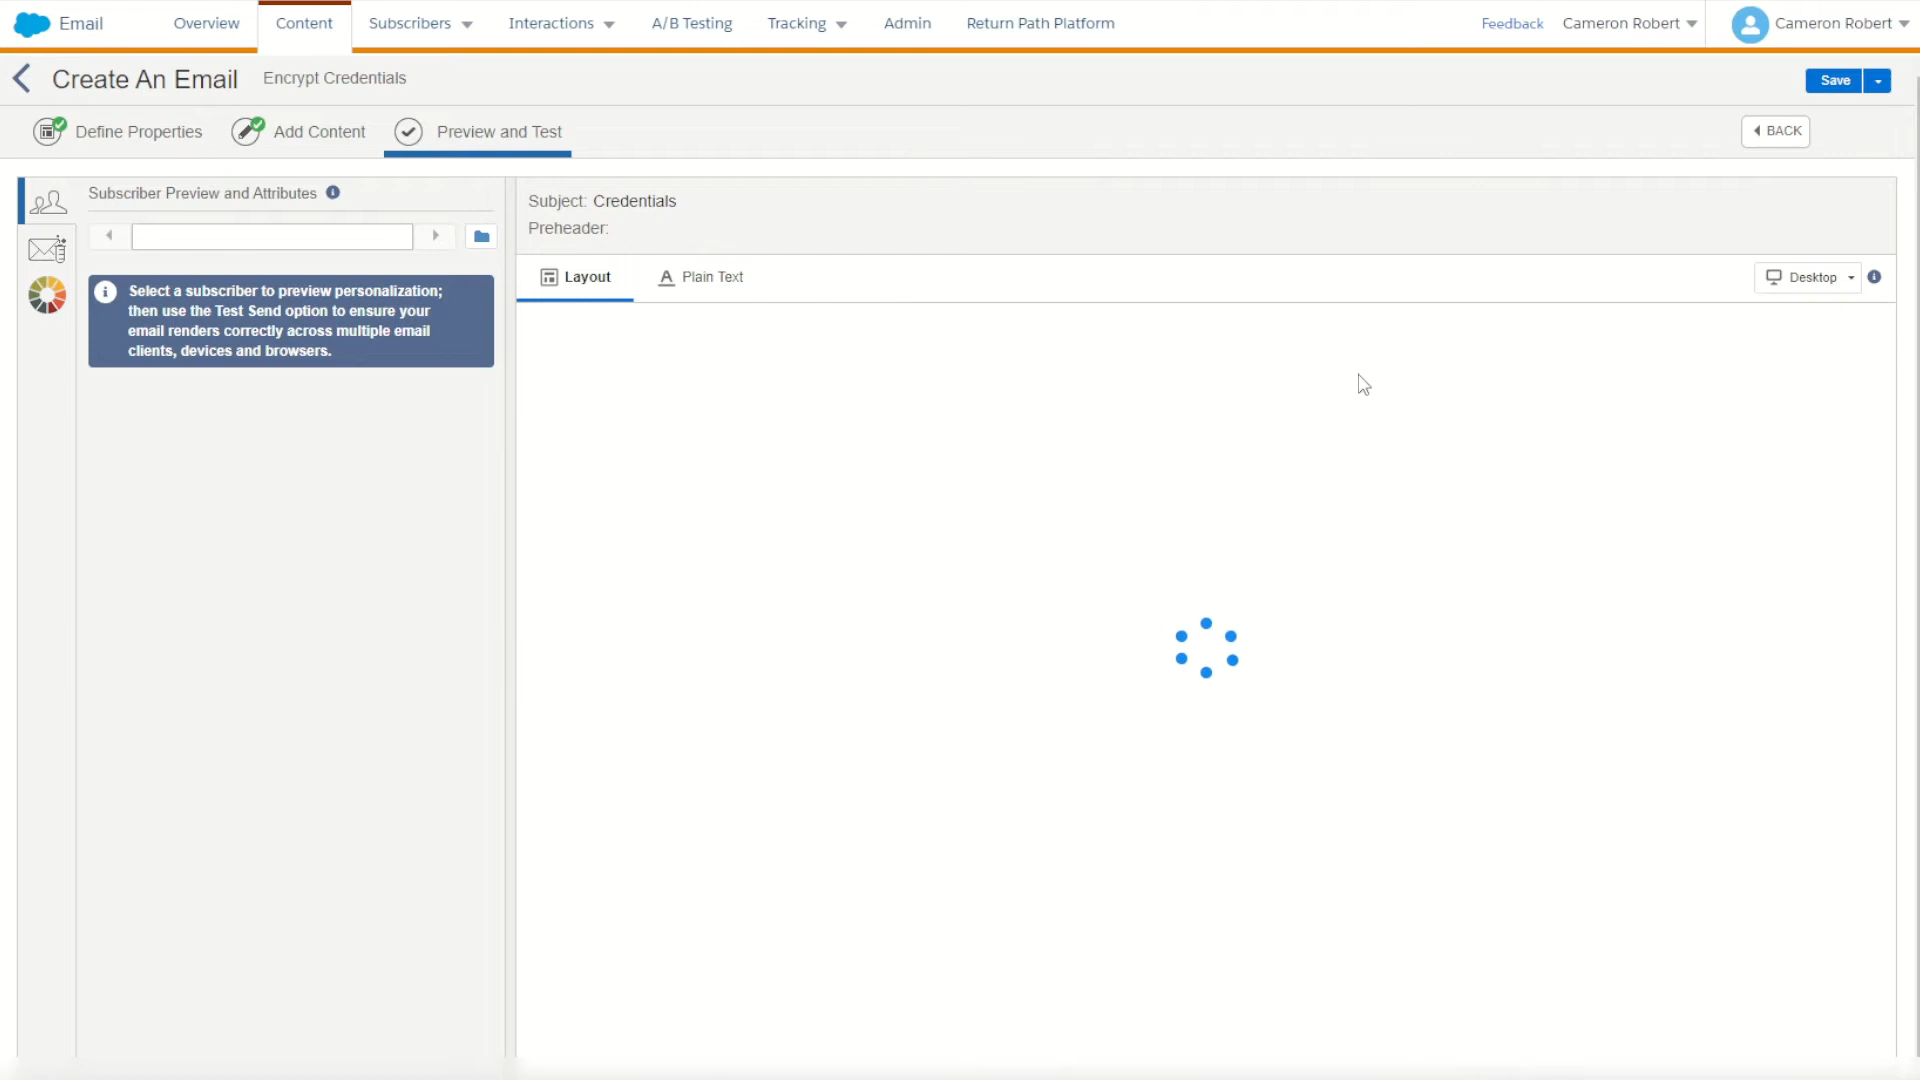 Email
Overview
Content
Subscribers
Interactions
A/B Testing
Tracking
Admin
Return Path Platform
Feedback
Cameron Robert
Cameron Robert
Create An Email
Encrypt Credentials
Save
Define Properties
Add Content
Preview and Test
BACK
Subscriber Preview and Attributes
Select a subscriber to preview personalization;
then use the Test Send option to ensure your
email renders correctly across multiple email
clients, devices and browsers.
Subject: Credentials
Preheader:
Layout
Plain Text
Desktop